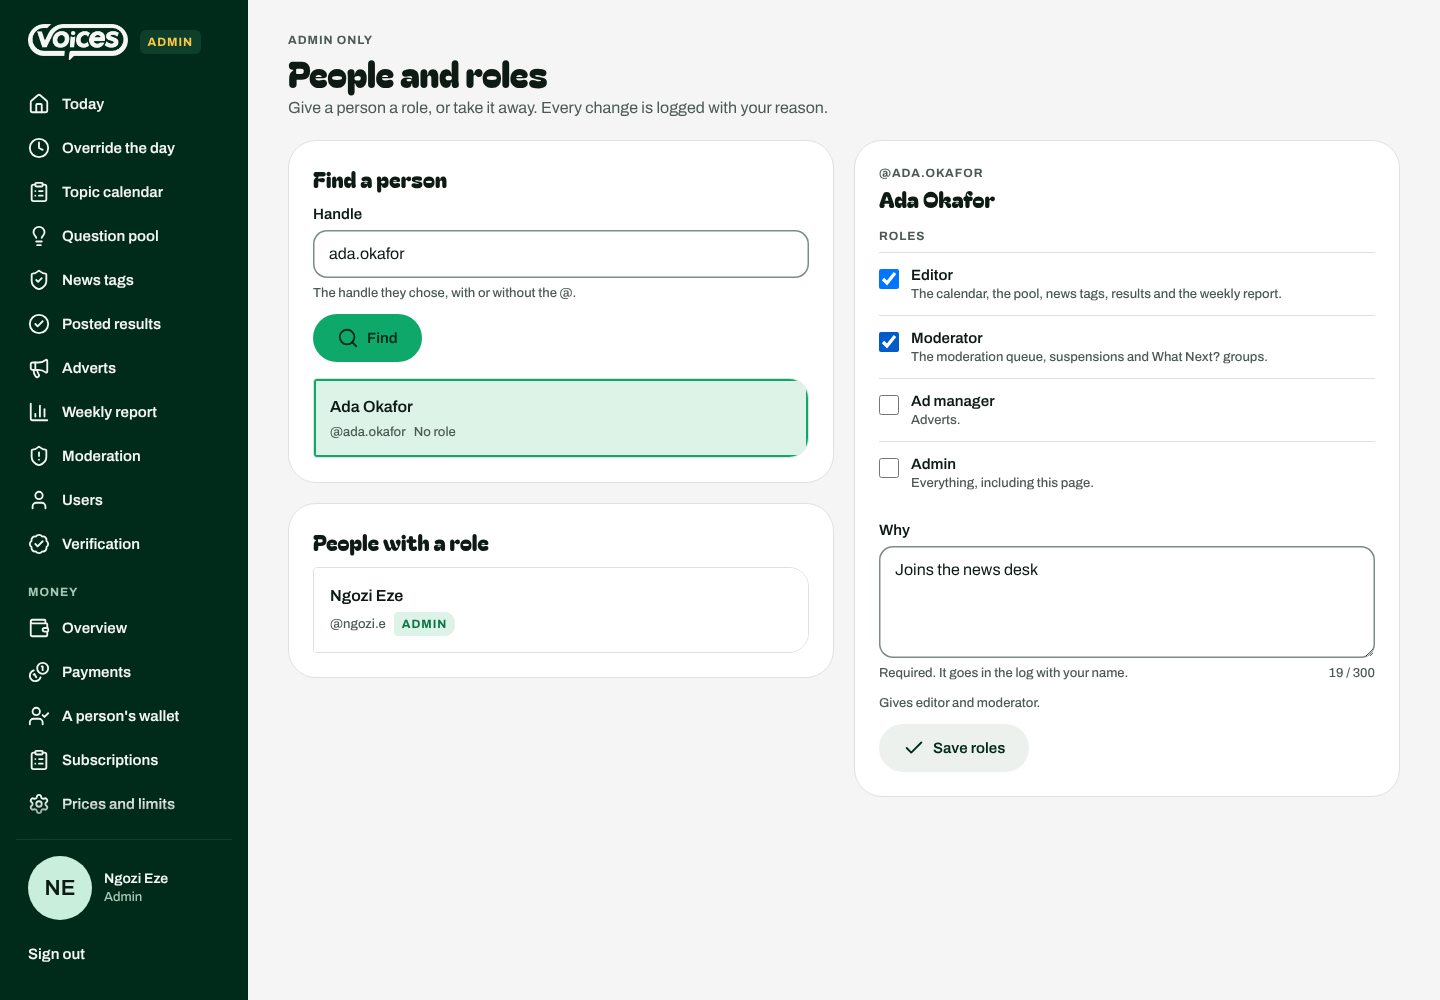 Voices
ADMIN
Today
Override the day
Topic calendar
Question pool
News tags
Posted results
Adverts
Weekly report
Moderation
Users
Verification
MONEY
Overview
Payments
A person's wallet
Subscriptions
Prices and limits
NE
Ngozi Eze
Admin
Sign out
ADMIN ONLY
People and roles
Give a person a role, or take it away. Every change is logged with your reason.
Find a person
Handle
ada.okafor
The handle they chose, with or without the @.
Find
Ada Okafor
@ada.okafor No role
People with a role
Ngozi Eze
@ngozi.e ADMIN
@ADA.OKAFOR
Ada Okafor
ROLES
Editor
The calendar, the pool, news tags, results and the weekly report.
Moderator
The moderation queue, suspensions and What Next? groups.
Ad manager
Adverts.
Admin
Everything, including this page.
Why
Joins the news desk
Required. It goes in the log with your name. 19 / 300
Gives editor and moderator.
Save roles